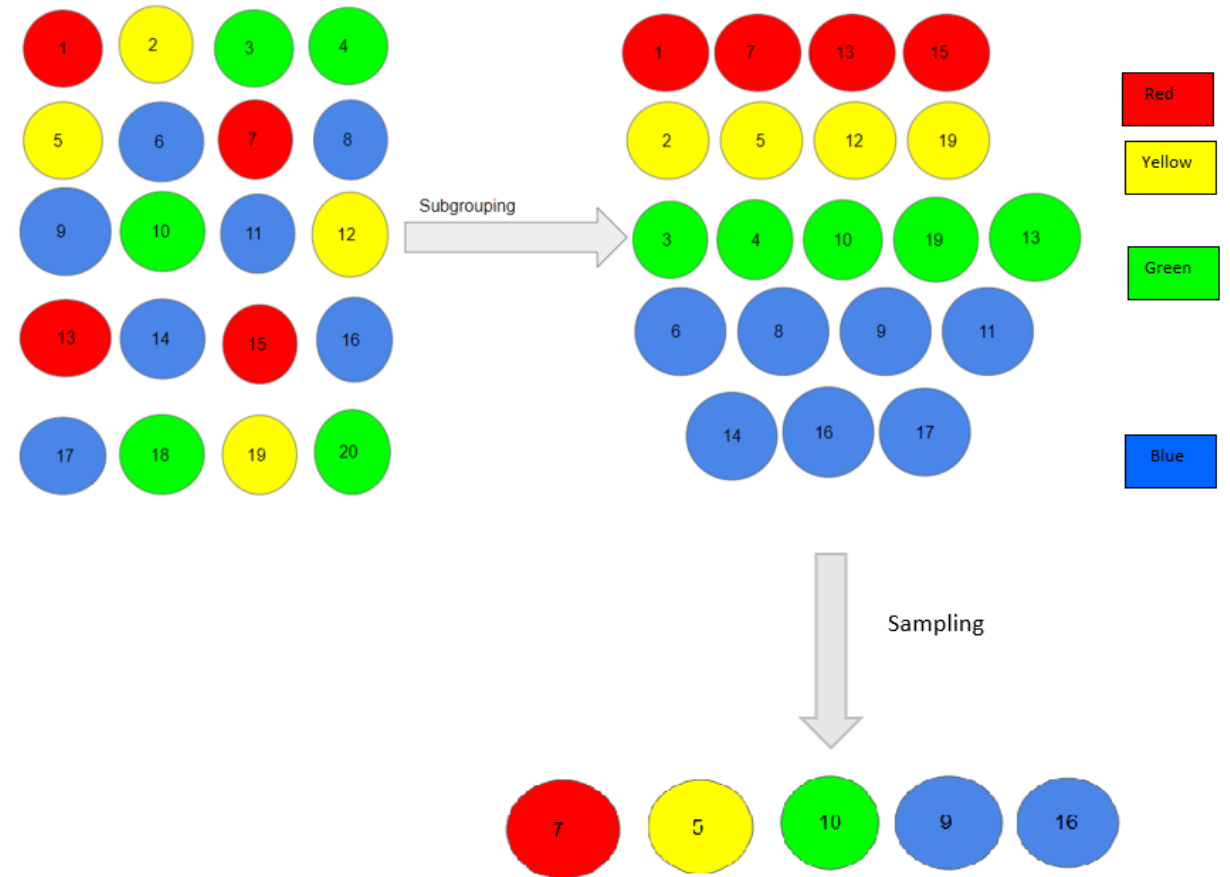 1 2 3 4
5 6 7 8
9 10 11 12
13 14 15 16
17 18 19 20
Subgrouping
1 7 13 15
2 5 12 19
3 4 10 19 13
6 8 9 11
14 16 17
Red
Yellow
Green
Blue
Sampling
7 5 10 9 16